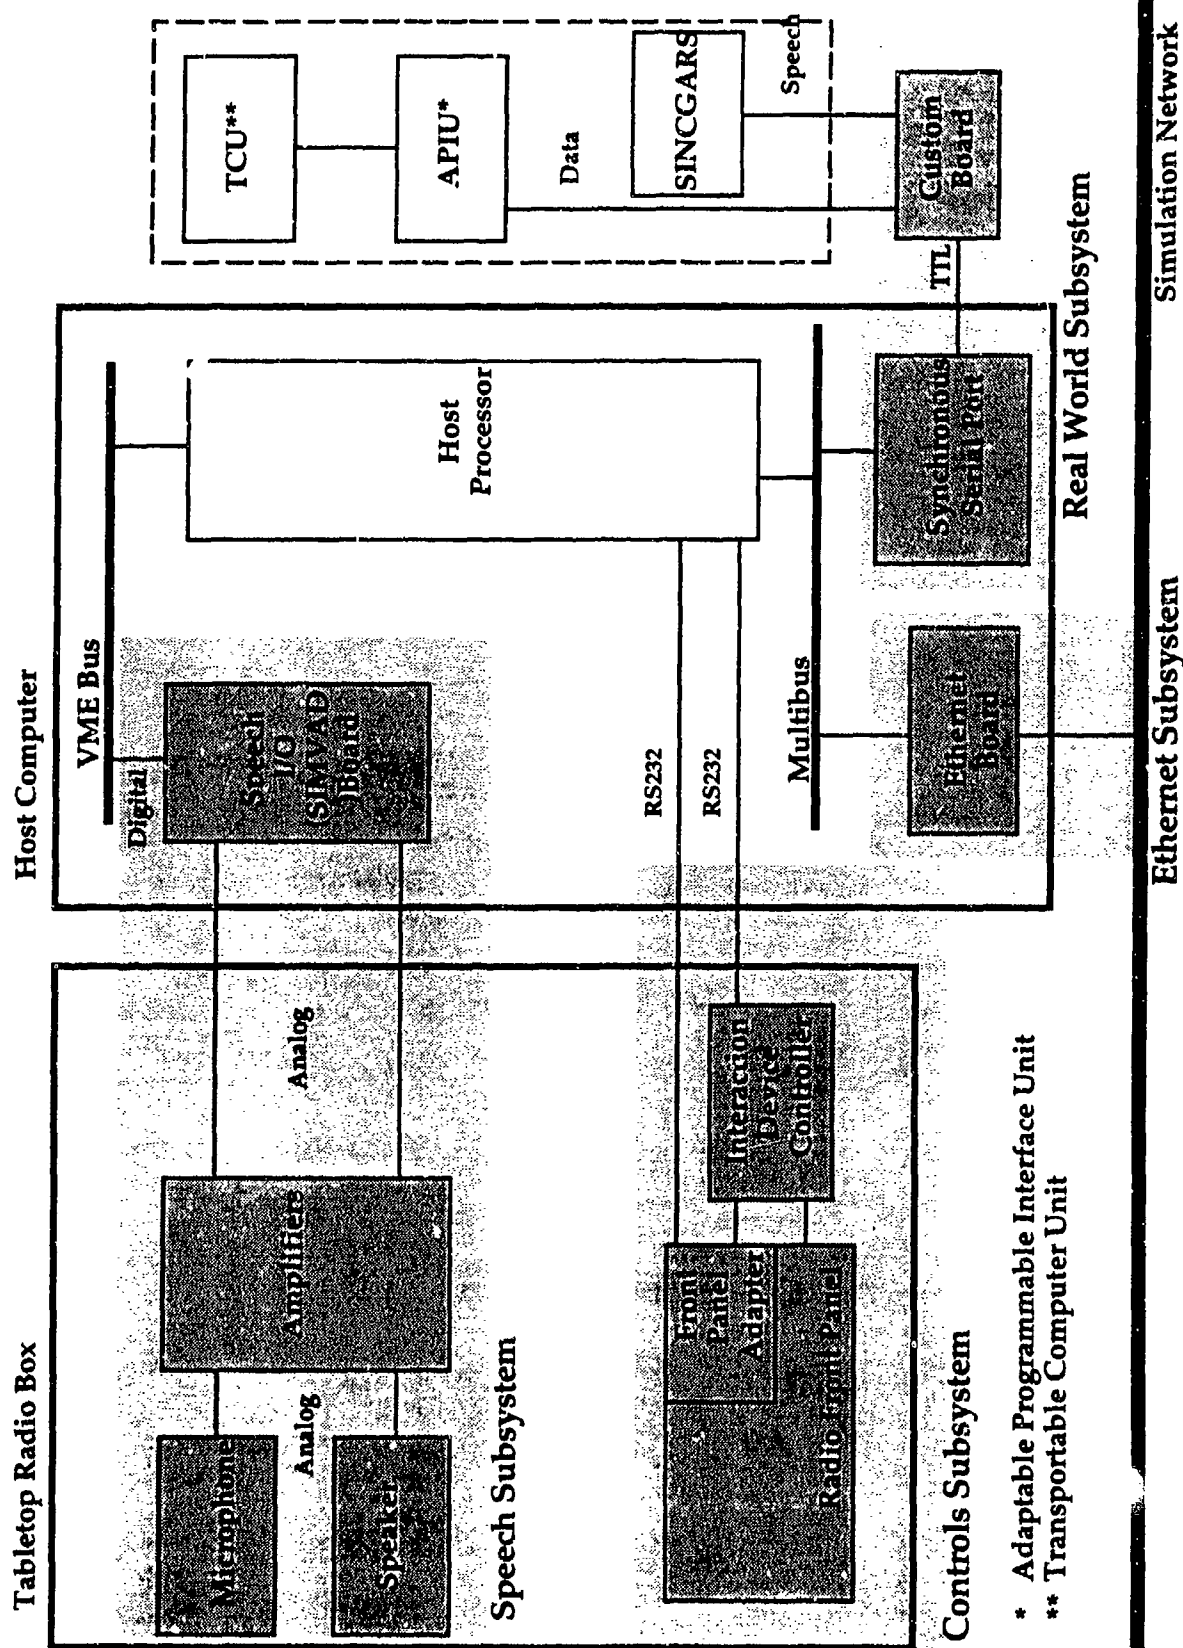 Tabletop Radio Box
Host Computer
Microphone
Speaker
Analog
Amplifiers
Analog
Speech Subsystem
Digital
VME Bus
Speech
I/O
(SIMVAD
)Board
Host
Processor
TCU**
APIU*
Data
SINCGARS
Speech
RS232
RS232
Front
Panel
Adapter
Radio Front Panel
Interaction
Device
Controller
Controls Subsystem
Multibus
Ethernet
Board
Synchronous
Serial Port
TTL
Custom
Board
Real World Subsystem
* Adaptable Programmable Interface Unit
** Transportable Computer Unit
Ethernet Subsystem
Simulation Network